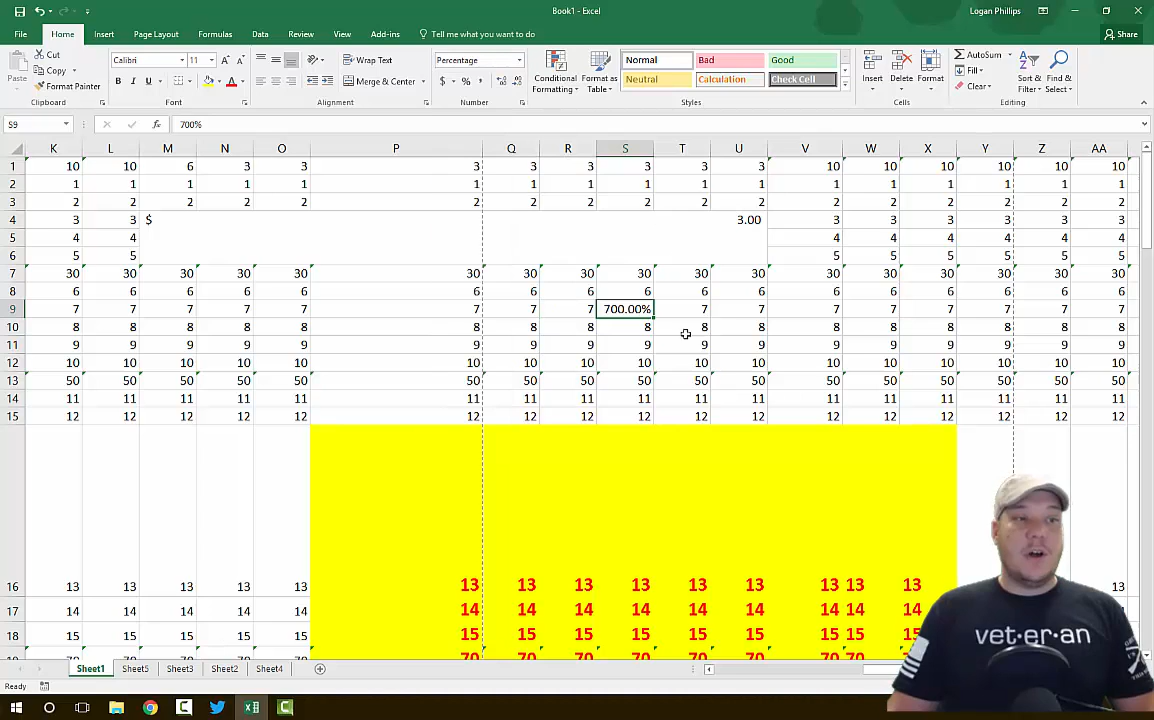 Book1 - Excel
Logan Phillips
File Home Insert Page Layout Formulas Data Review View Add-ins Tell me what you want to do Share
Paste Cut Copy Format Painter Clipboard
Calibri 11 B I U A A A Font
Wrap Text Merge & Center Alignment
Percentage $ % , Number
Conditional Formatting Format as Table Normal Bad Good Neutral Calculation Check Cell Styles
Insert Delete Format Cells
AutoSum Fill Clear Sort & Filter Find & Select Editing
S9 fx 700%
K L M N O P Q R S T U V W X Y Z AA
1 10 10 6 3 3 3 3 3 3 3 3 10 10 10 10 10 10
2 1 1 1 1 1 1 1 1 1 1 1 1 1 1 1 1 1
3 2 2 2 2 2 2 2 2 2 2 2 2 2 2 2 2 2
4 3 3 $ 3.00 3 3 3 3 3 3
5 4 4 4 4 4 4 4 4
6 5 5 5 5 5 5 5 5
7 30 30 30 30 30 30 30 30 30 30 30 30 30 30 30 30 30
8 6 6 6 6 6 6 6 6 6 6 6 6 6 6 6 6 6
9 7 7 7 7 7 7 7 7 700.00% 7 7 7 7 7 7 7 7
10 8 8 8 8 8 8 8 8 8 8 8 8 8 8 8 8 8
11 9 9 9 9 9 9 9 9 9 9 9 9 9 9 9 9 9
12 10 10 10 10 10 10 10 10 10 10 10 10 10 10 10 10 10
13 50 50 50 50 50 50 50 50 50 50 50 50 50 50 50 50 50
14 11 11 11 11 11 11 11 11 11 11 11 11 11 11 11 11 11
15 12 12 12 12 12 12 12 12 12 12 12 12 12 12 12 12 12
16 13 13 13 13 13 13 13 13 13 13 13 13 13 13 13
17 14 14 14 14 14 14 14 14 14 14 14 14 14 14
18 15 15 15 15 15 15 15 15 15 15 15 15 15 15
vet·er·an
Sheet1 Sheet5 Sheet3 Sheet2 Sheet4
Ready